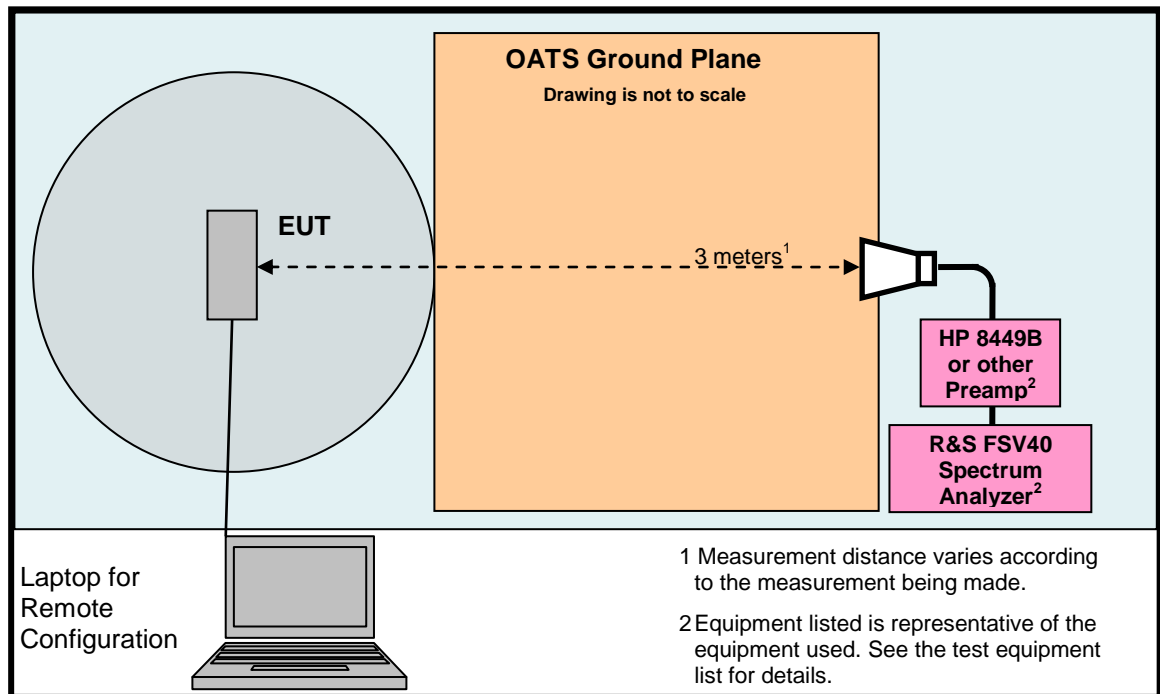 OATS Ground Plane
Drawing is not to scale
EUT
3 meters¹
HP 8449B
or other
Preamp²
R&S FSV40
Spectrum
Analyzer²
Laptop for
Remote
Configuration
1 Measurement distance varies according
to the measurement being made.
2 Equipment listed is representative of the
equipment used. See the test equipment
list for details.